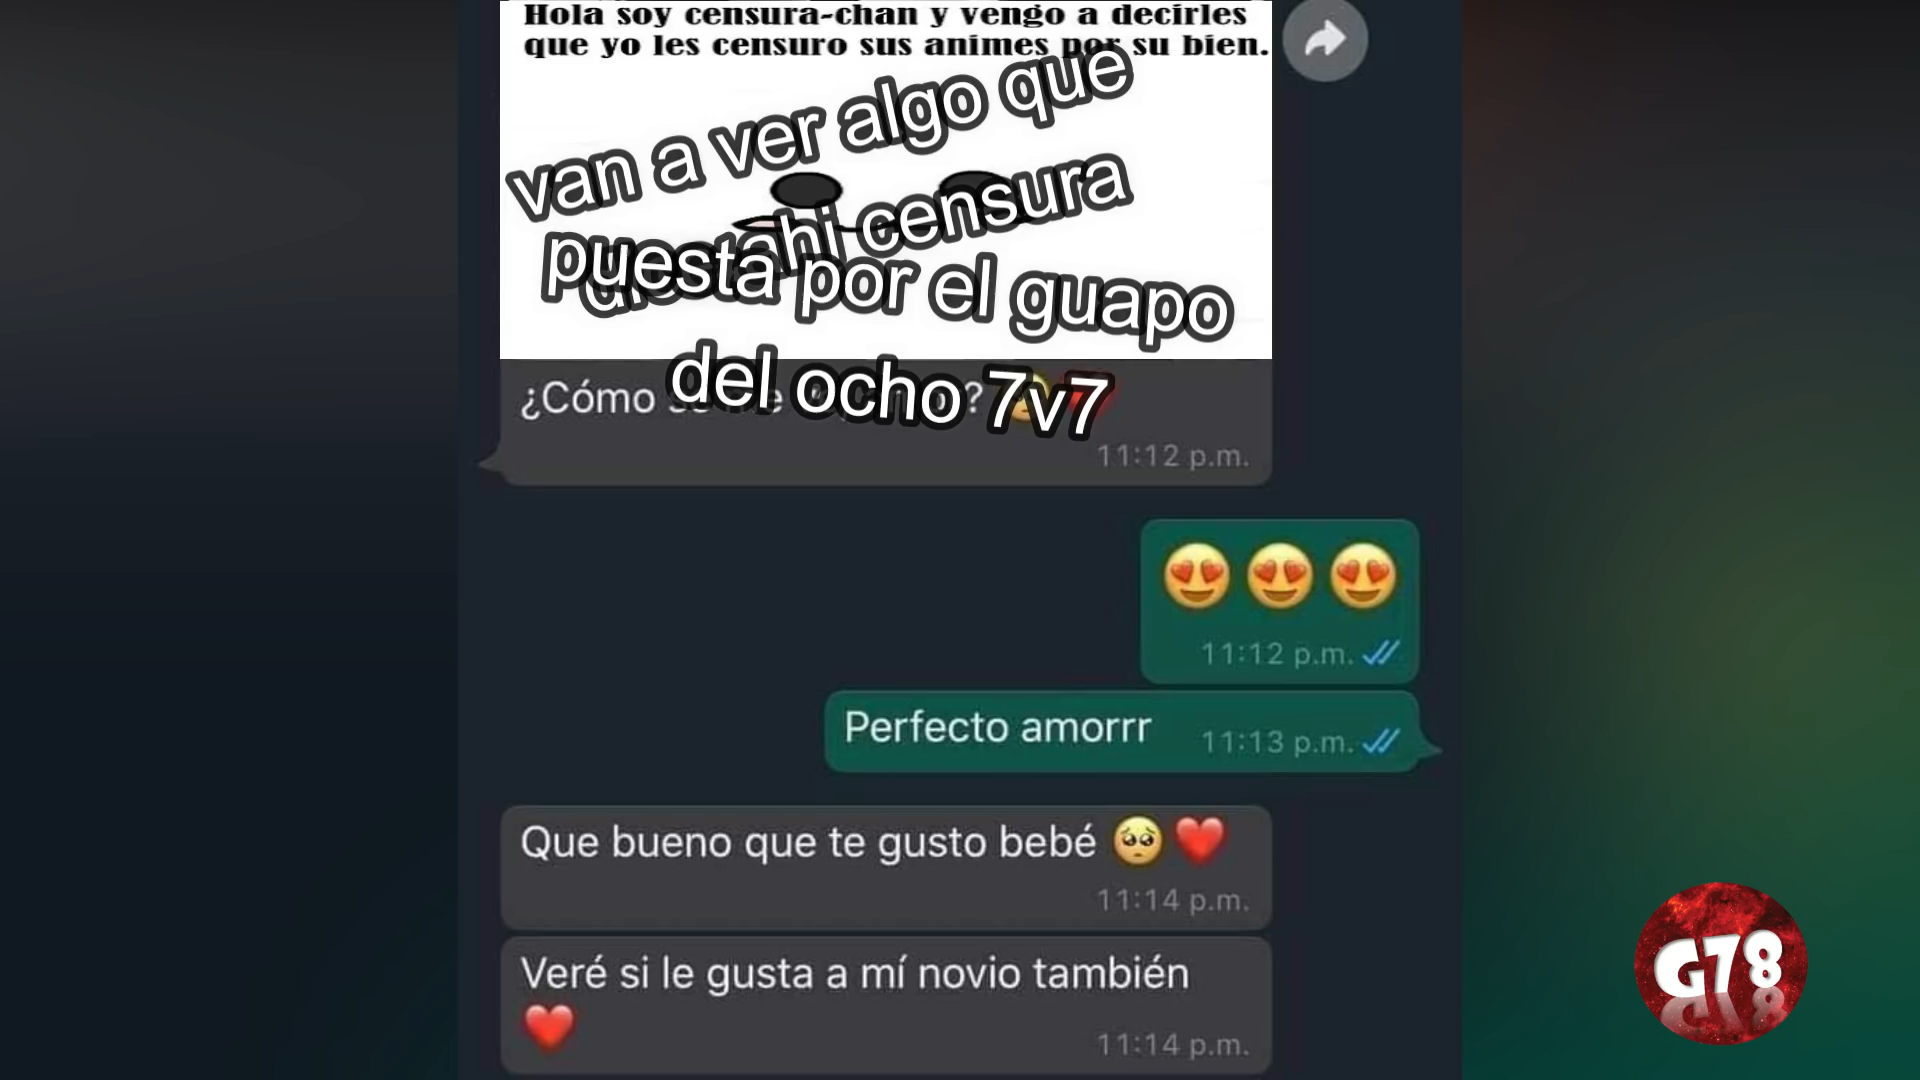 Hola soy censura-chan y vengo a decirles
que yo les censuro sus animes por su bien.
van a ver algo que
ahi censura
puesta por el guapo
del ocho 7v7
¿Cómo ?
11:12 p.m.
😍😍😍
11:12 p.m.
Perfecto amorrr 11:13 p.m.
Que bueno que te gusto bebé 🥺❤️
11:14 p.m.
Veré si le gusta a mí novio también
❤️
11:14 p.m.
G78